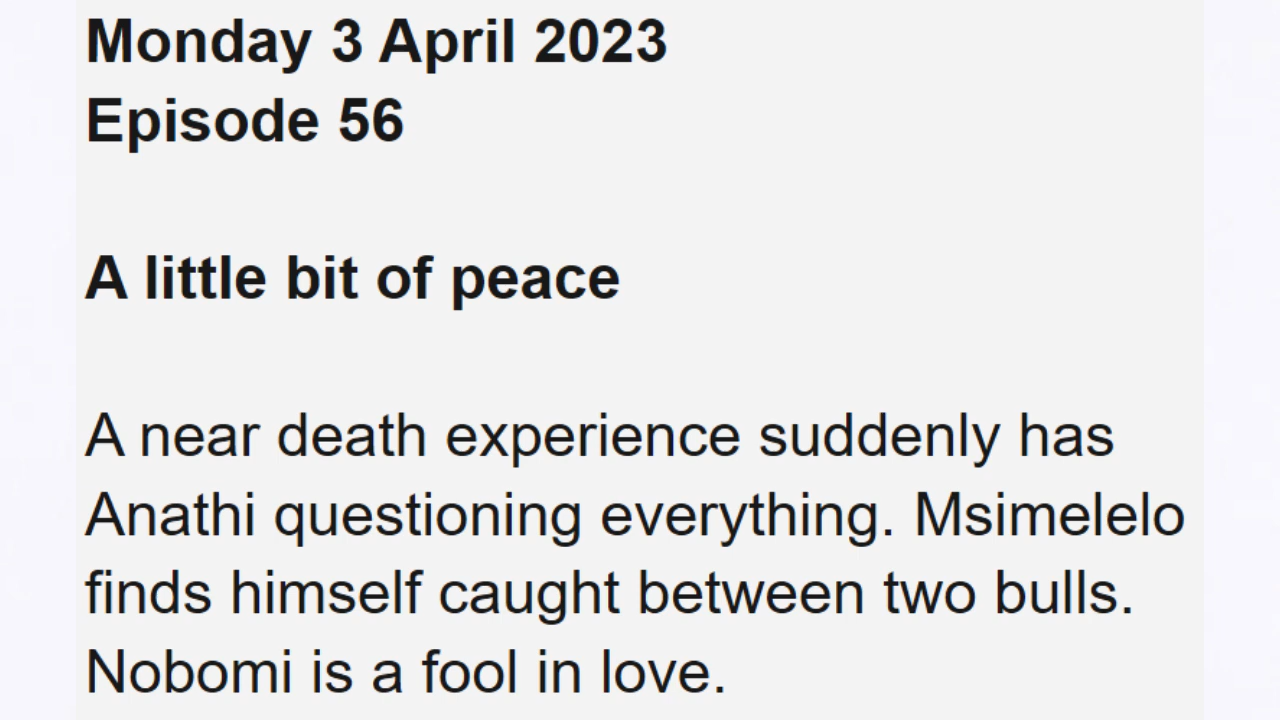 Monday 3 April 2023
Episode 56
A little bit of peace
A near death experience suddenly has
Anathi questioning everything. Msimelelo
finds himself caught between two bulls.
Nobomi is a fool in love.